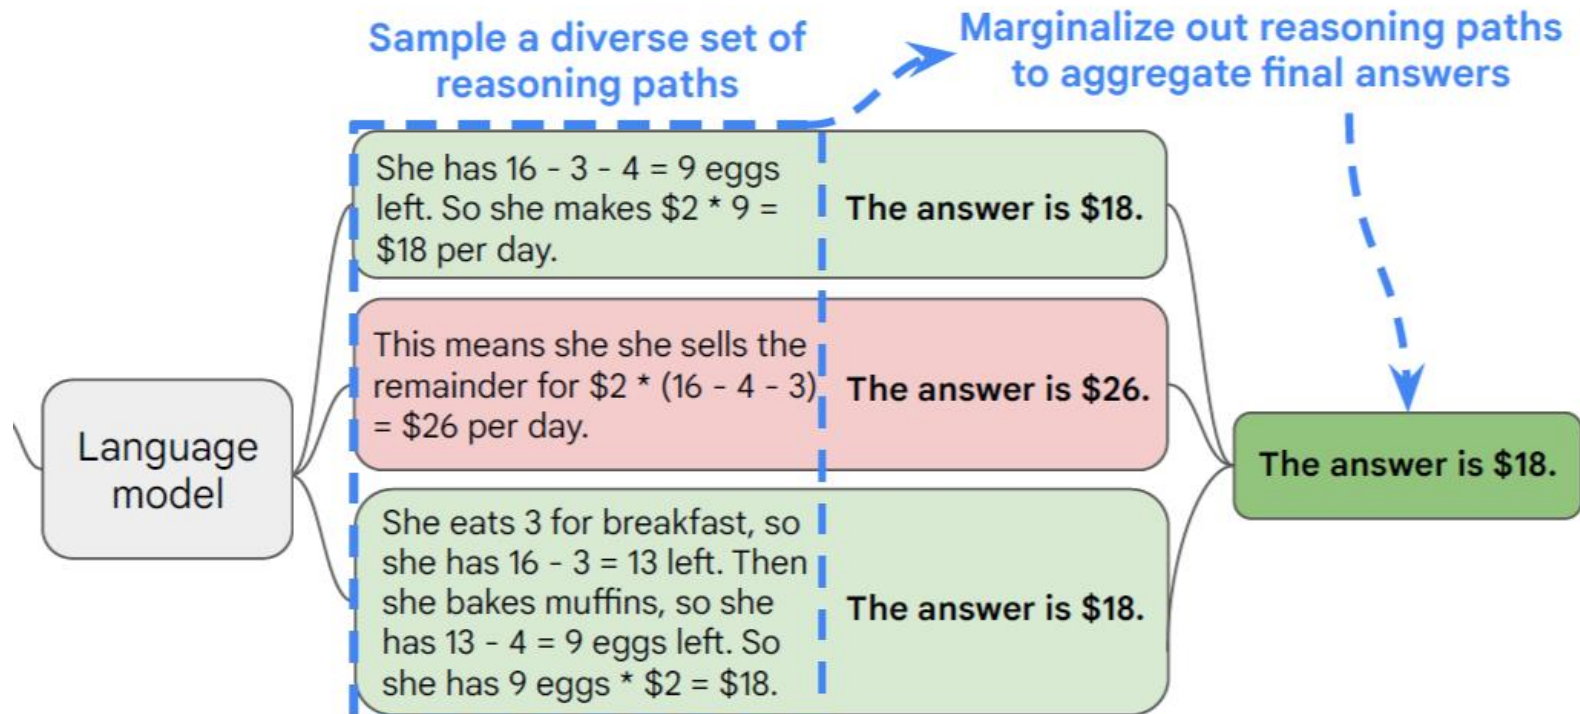 Sample a diverse set of
reasoning paths
Marginalize out reasoning paths
to aggregate final answers
She has 16 - 3 - 4 = 9 eggs
left. So she makes $2 * 9 =
$18 per day.
The answer is $18.
This means she she sells the
remainder for $2 * (16 - 4 - 3)
= $26 per day.
The answer is $26.
Language
model
She eats 3 for breakfast, so
she has 16 - 3 = 13 left. Then
she bakes muffins, so she
has 13 - 4 = 9 eggs left. So
she has 9 eggs * $2 = $18.
The answer is $18.
The answer is $18.